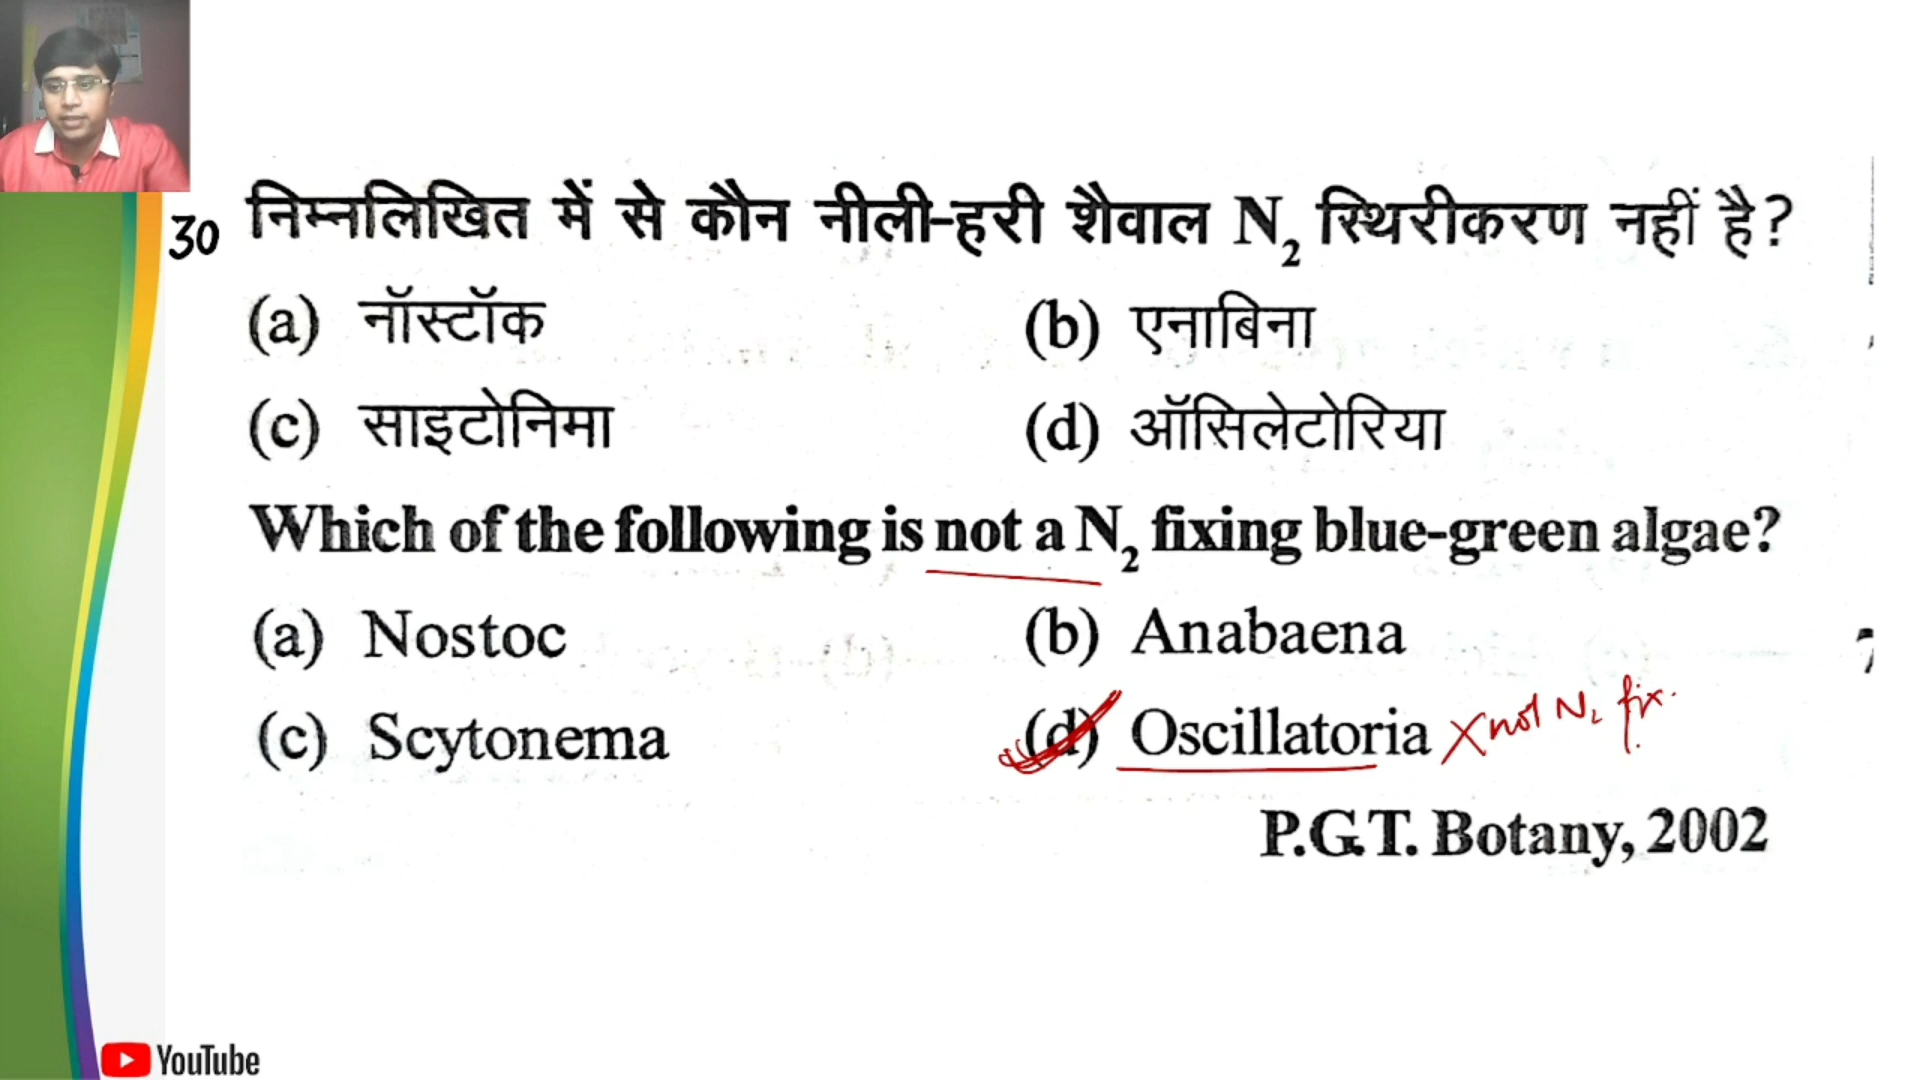 30 निम्नलिखित में से कौन नीली-हरी शैवाल N₂ स्थिरीकरण नहीं है?
(a) नॉस्टॉक (b) एनाबिना
(c) साइटोनिमा (d) ऑसिलेटोरिया
Which of the following is not a N₂ fixing blue-green algae?
(a) Nostoc (b) Anabaena
(c) Scytonema (d) Oscillatoria X not N₂ fix.
P.G.T. Botany, 2002
YouTube